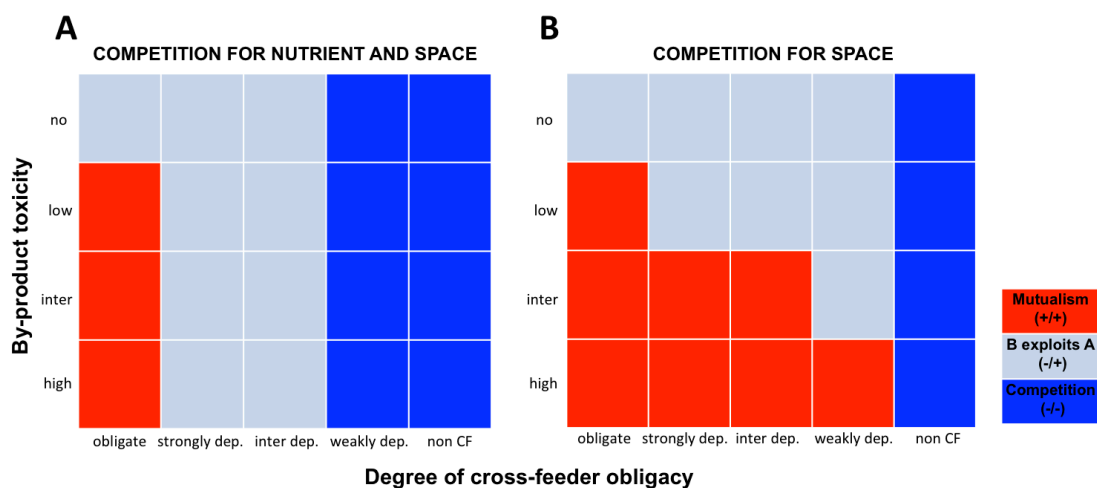 A
COMPETITION FOR NUTRIENT AND SPACE
B
COMPETITION FOR SPACE
By-product toxicity
no
low
inter
high
obligate strongly dep. inter dep. weakly dep. non CF
no
low
inter
high
obligate strongly dep. inter dep. weakly dep. non CF
Mutualism
(+/+)
B exploits A
(-/+)
Competition
(-/-)
Degree of cross-feeder obligacy